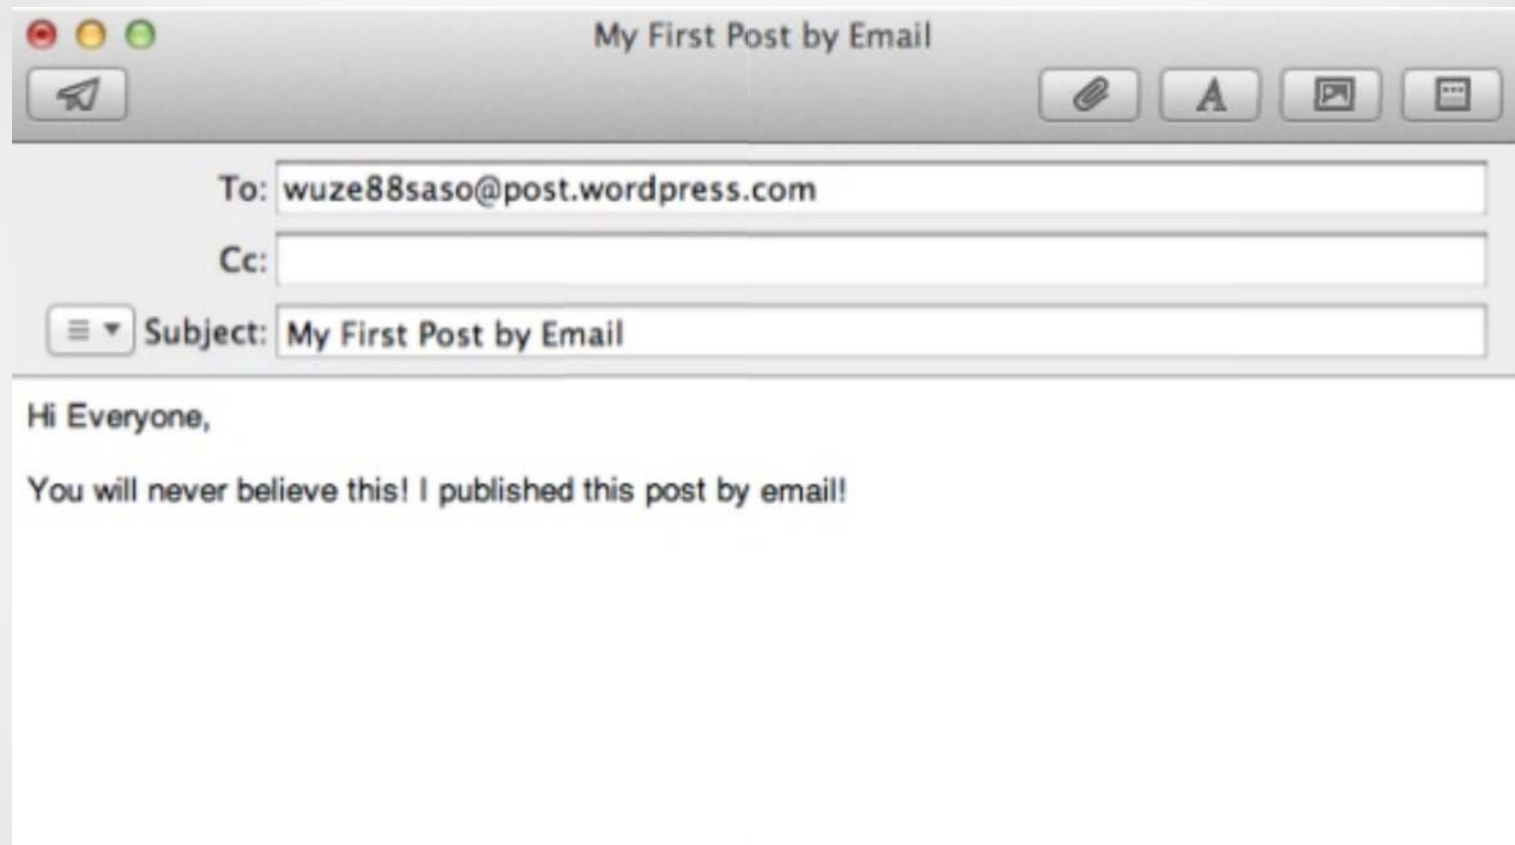 My First Post by Email
To: wuze88saso@post.wordpress.com
Cc:
Subject: My First Post by Email
Hi Everyone,
You will never believe this! I published this post by email!